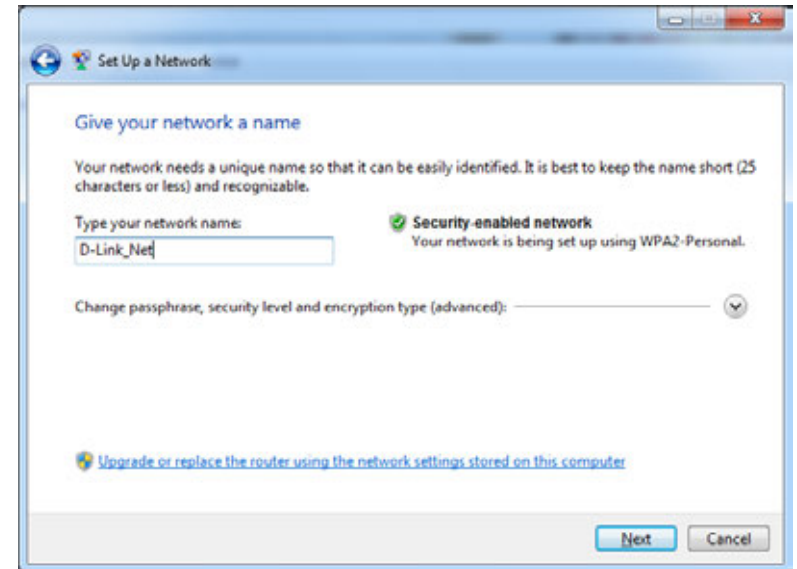 Set Up a Network
Give your network a name
Your network needs a unique name so that it can be easily identified. It is best to keep the name short (25
characters or less) and recognizable.
Type your network name:
D-Link_Net
Security-enabled network
Your network is being set up using WPA2-Personal.
Change passphrase, security level and encryption type (advanced):
Upgrade or replace the router using the network settings stored on this computer
Next
Cancel